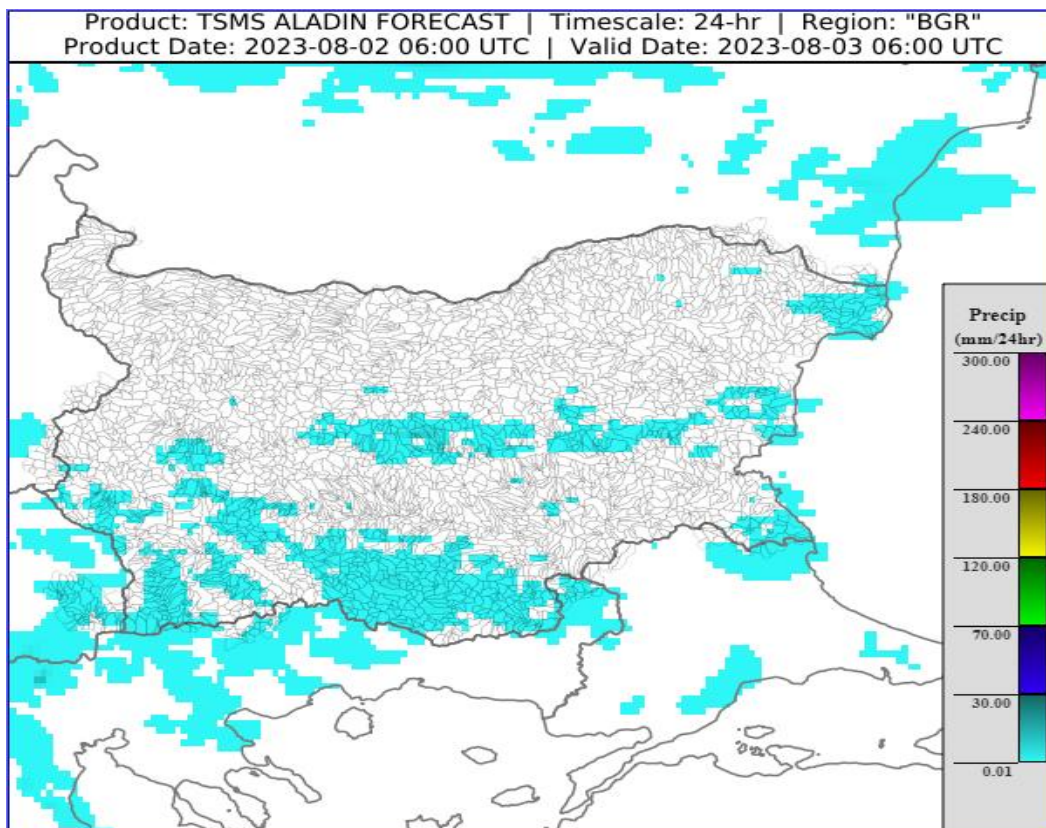 Product: TSMS ALADIN FORECAST | Timescale: 24-hr | Region: "BGR"
Product Date: 2023-08-02 06:00 UTC | Valid Date: 2023-08-03 06:00 UTC
Precip
(mm/24hr)
300.00
240.00
180.00
120.00
70.00
30.00
0.01